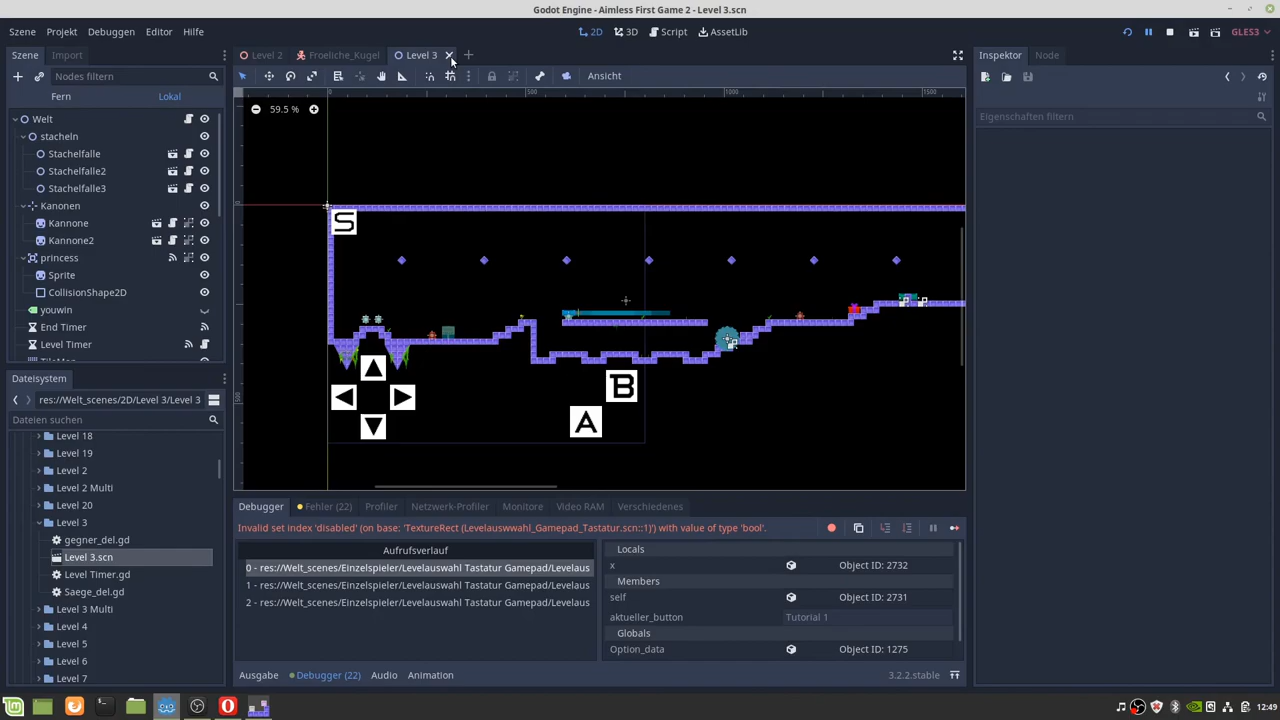 Godot Engine - Aimless First Game 2 - Level 3.scn
Szene Projekt Debuggen Editor Hilfe
2D 3D Script AssetLib
GLES3
Szene Import
Level 2 Froeliche_Kugel Level 3
Inspektor Node
Nodes filtern
Ansicht
Fern Lokal
0 500 1000 1500
59.5 %
Eigenschaften filtern
Welt
stacheln
Stachelfalle
Stachelfalle2
Stachelfalle3
Kanonen
Kannone
Kannone2
princess
Sprite
CollisionShape2D
youwin
End Timer
Level Timer
TileMap
S
B
A
Dateisystem
res://Welt_scenes/2D/Level 3/Level 3
Dateien suchen
Level 18
Level 19
Level 2
Level 2 Multi
Level 20
Level 3
gegner_del.gd
Level 3.scn
Level Timer.gd
Saege_del.gd
Level 3 Multi
Level 4
Level 5
Level 6
Level 7
Debugger Fehler (22) Profiler Netzwerk-Profiler Monitore Video RAM Verschiedenes
Invalid set index 'disabled' (on base: 'TextureRect (Levelauswwahl_Gamepad_Tastatur.scn::1)') with value of type 'bool'.
Aufrufsverlauf
0 - res://Welt_scenes/Einzelspieler/Levelauswahl Tastatur Gamepad/Levelaus
1 - res://Welt_scenes/Einzelspieler/Levelauswahl Tastatur Gamepad/Levelaus
2 - res://Welt_scenes/Einzelspieler/Levelauswahl Tastatur Gamepad/Levelaus
Locals
x Object ID: 2732
Members
self Object ID: 2731
aktueller_button Tutorial 1
Globals
Option_data Object ID: 1275
Ausgabe Debugger (22) Audio Animation
3.2.2.stable
12:49